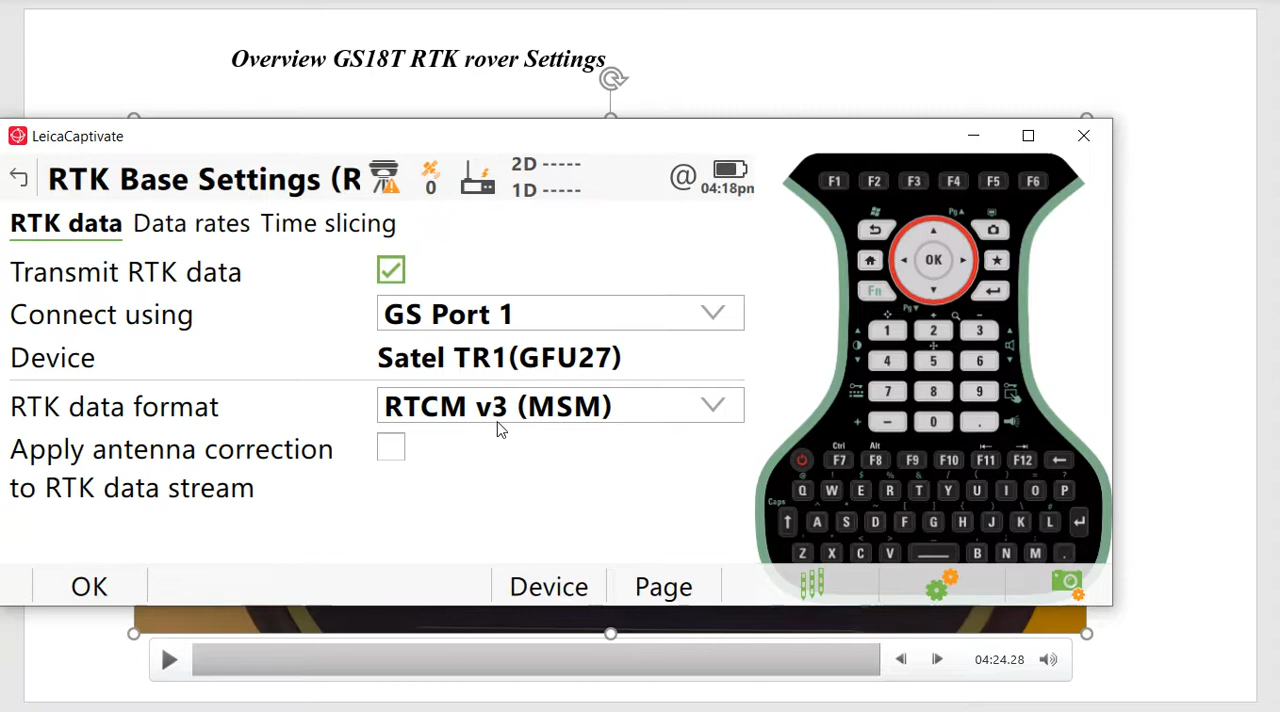 Overview GS18T RTK rover Settings
LeicaCaptivate
RTK Base Settings (R
0
2D -----
1D -----
@
04:18pm
RTK data Data rates Time slicing
Transmit RTK data
Connect using GS Port 1
Device Satel TR1(GFU27)
RTK data format RTCM v3 (MSM)
Apply antenna correction
to RTK data stream
OK Device Page
F1 F2 F3 F4 F5 F6
Pg
OK
Fn
Pg
1 2 3
4 5 6
7 8 9
+ − 0 .
Ctrl Alt
F7 F8 F9 F10 F11 F12
Q W E R T Y U I O P
Caps
A S D F G H J K L
Z X C V B N M .
04:24.28